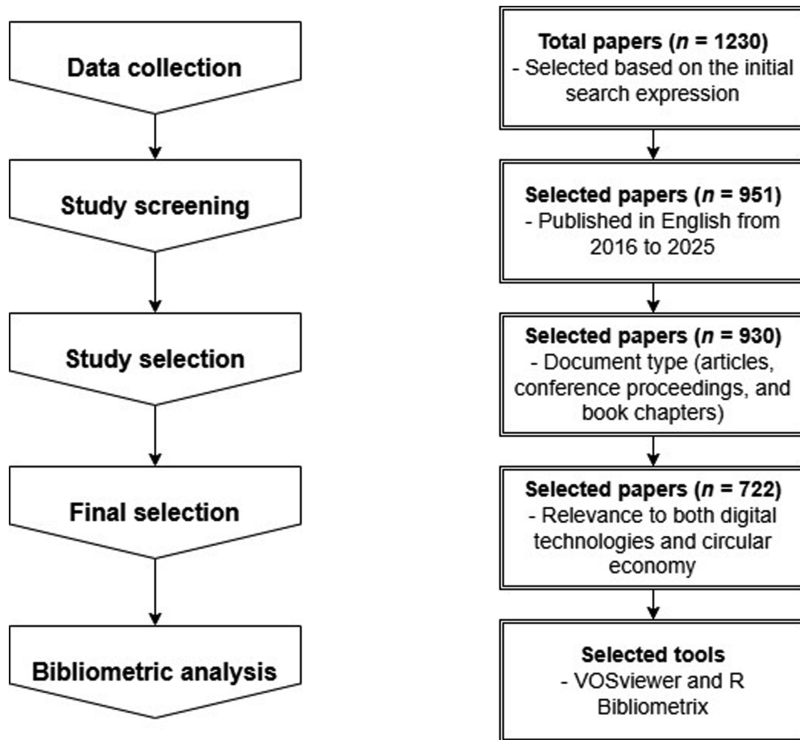 Data collection
Total papers (n = 1230)
- Selected based on the initial
search expression
Study screening
Selected papers (n = 951)
- Published in English from
2016 to 2025
Study selection
Selected papers (n = 930)
- Document type (articles,
conference proceedings, and
book chapters)
Final selection
Selected papers (n = 722)
- Relevance to both digital
technologies and circular
economy
Bibliometric analysis
Selected tools
- VOSviewer and R
Bibliometrix